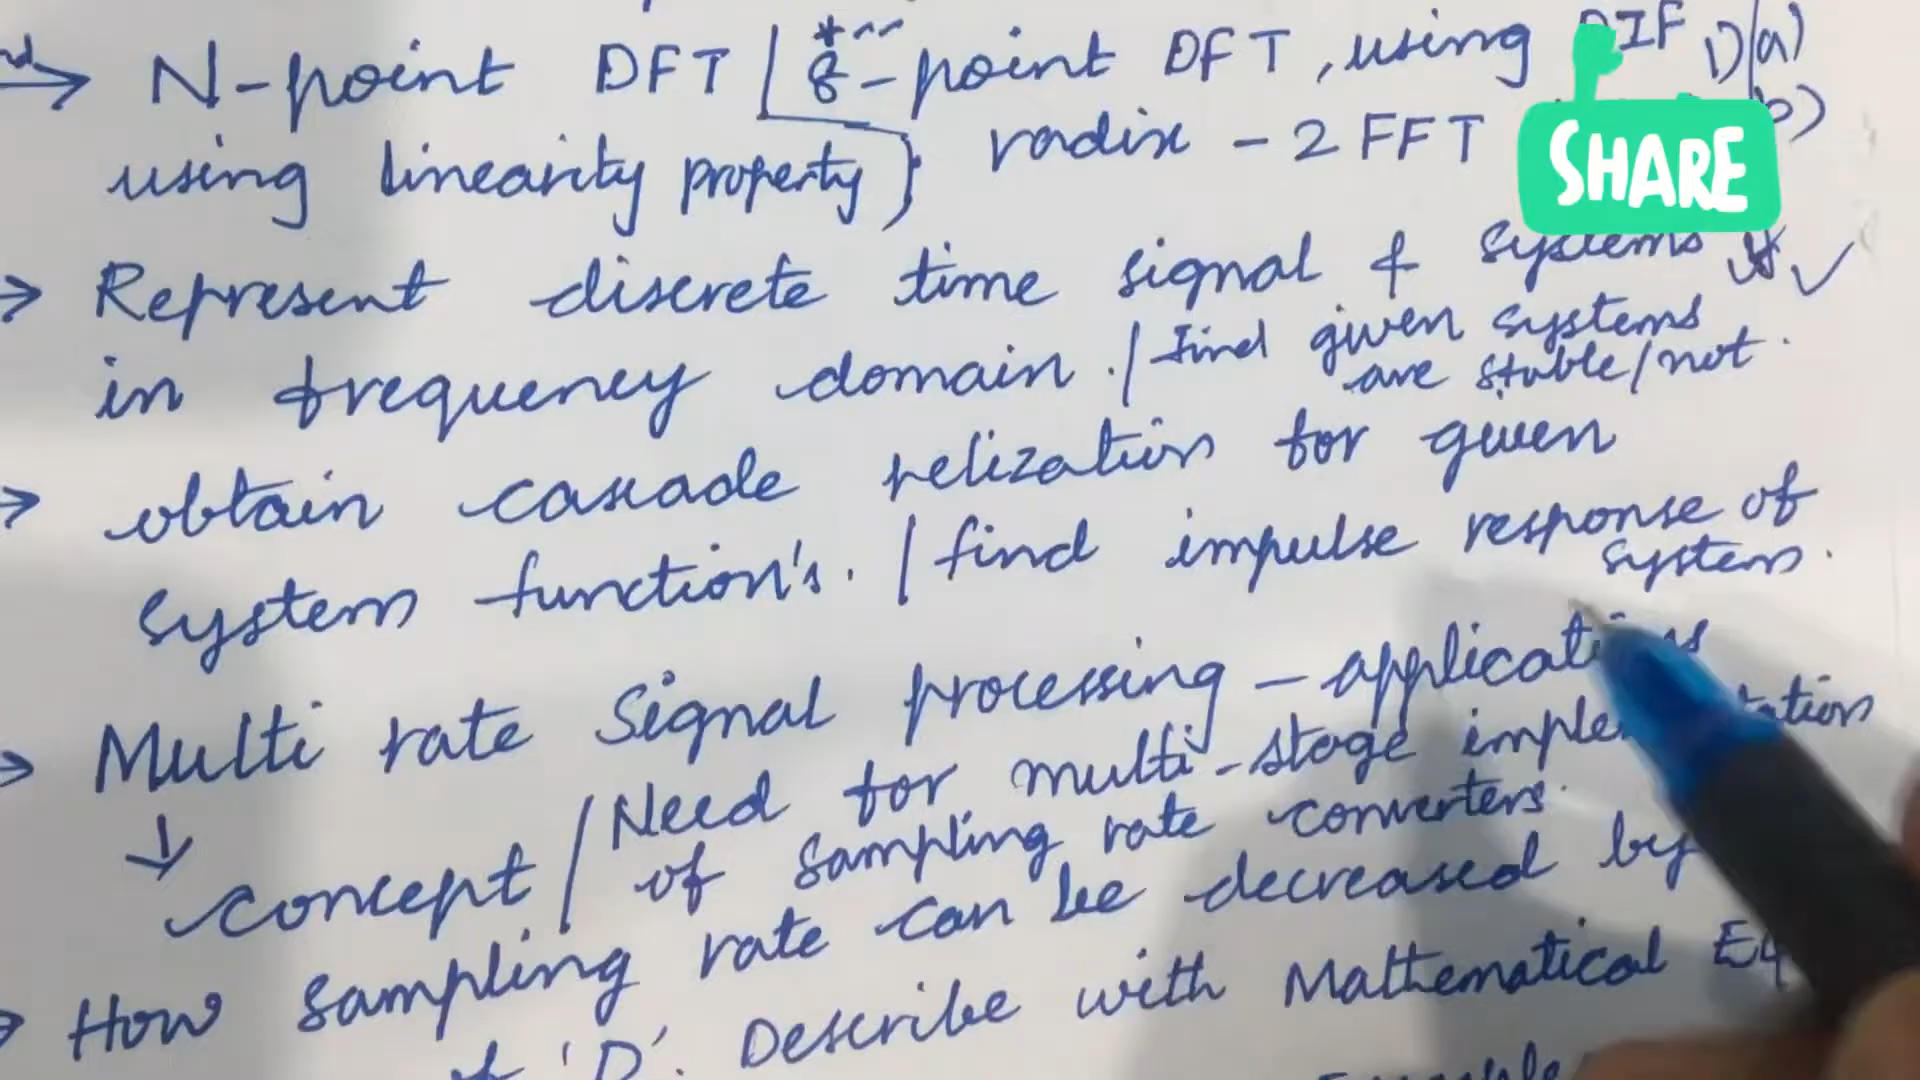 nd → N-point DFT / 8-point DFT, using DIF D(a)
using linearity property } radix - 2 FFT b)
SHARE
→ Represent discrete time signal & systems
in frequency domain. / Find given systems
are stable/not.
→ obtain cascade relization for given
system function's. / find impulse response of
system.
→ Multi rate signal processing - applications
↓ concept / Need for multi-stage implementation
of sampling rate converters.
→ How sampling rate can be decreased by
of 'D'. Describe with Mathematical